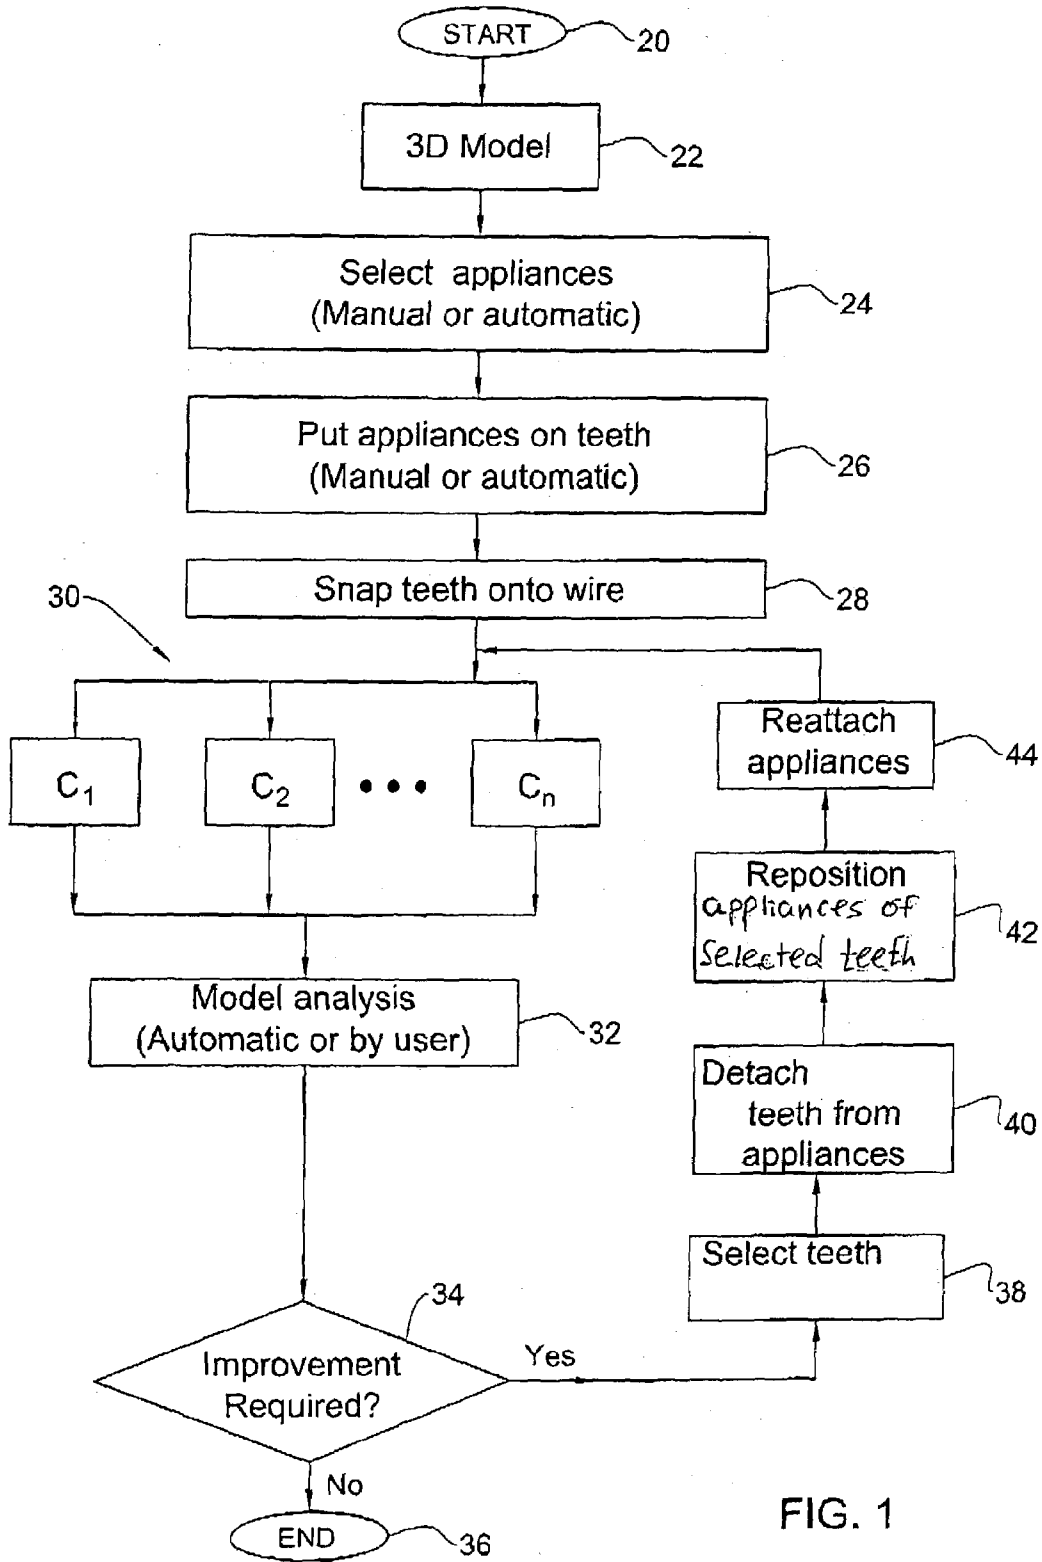 START
20
3D Model
22
Select appliances
(Manual or automatic)
24
Put appliances on teeth
(Manual or automatic)
26
Snap teeth onto wire
28
30
C1
C2
Cn
Model analysis
(Automatic or by user)
32
34
Improvement
Required?
Yes
No
END
36
Select teeth
38
Detach
teeth from
appliances
40
Reposition
appliances of
selected teeth
42
Reattach
appliances
44
FIG. 1